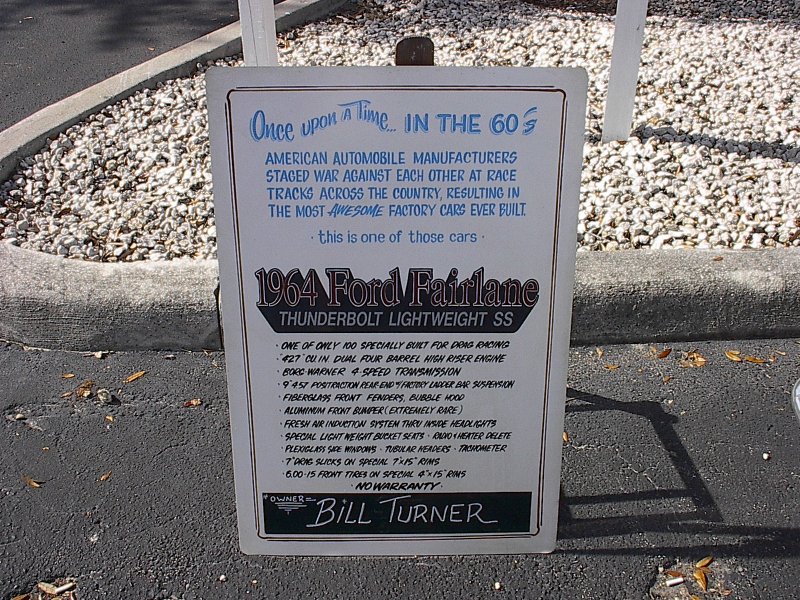 Once upon a Time... IN THE 60's
AMERICAN AUTOMOBILE MANUFACTURERS
STAGED WAR AGAINST EACH OTHER AT RACE
TRACKS ACROSS THE COUNTRY, RESULTING IN
THE MOST AWESOME FACTORY CARS EVER BUILT.
· this is one of those cars ·
1964 Ford Fairlane
THUNDERBOLT LIGHTWEIGHT SS
· ONE OF ONLY 100 SPECIALLY BUILT FOR DRAG RACING
· 427 CU. IN. DUAL FOUR BARREL HIGH RISER ENGINE
· BORG WARNER 4-SPEED TRANSMISSION
· 9" 4.57 POSITRACTION REAR END W/FACTORY LADDER BAR SUSPENSION
· FIBERGLASS FRONT FENDERS, BUBBLE HOOD
· ALUMINUM FRONT BUMPER (EXTREMELY RARE)
· FRESH AIR INDUCTION SYSTEM THRU INSIDE HEADLIGHTS
· SPECIAL LIGHT WEIGHT BUCKET SEATS · RADIO & HEATER DELETE
· PLEXIGLASS SIDE WINDOWS · TUBULAR HEADERS · TACHOMETER
· 7" DRAG SLICKS ON SPECIAL 7"x15" RIMS
· 6.00-15 FRONT TIRES ON SPECIAL 4"x15" RIMS
· NO WARRANTY ·
"OWNER"
BILL TURNER